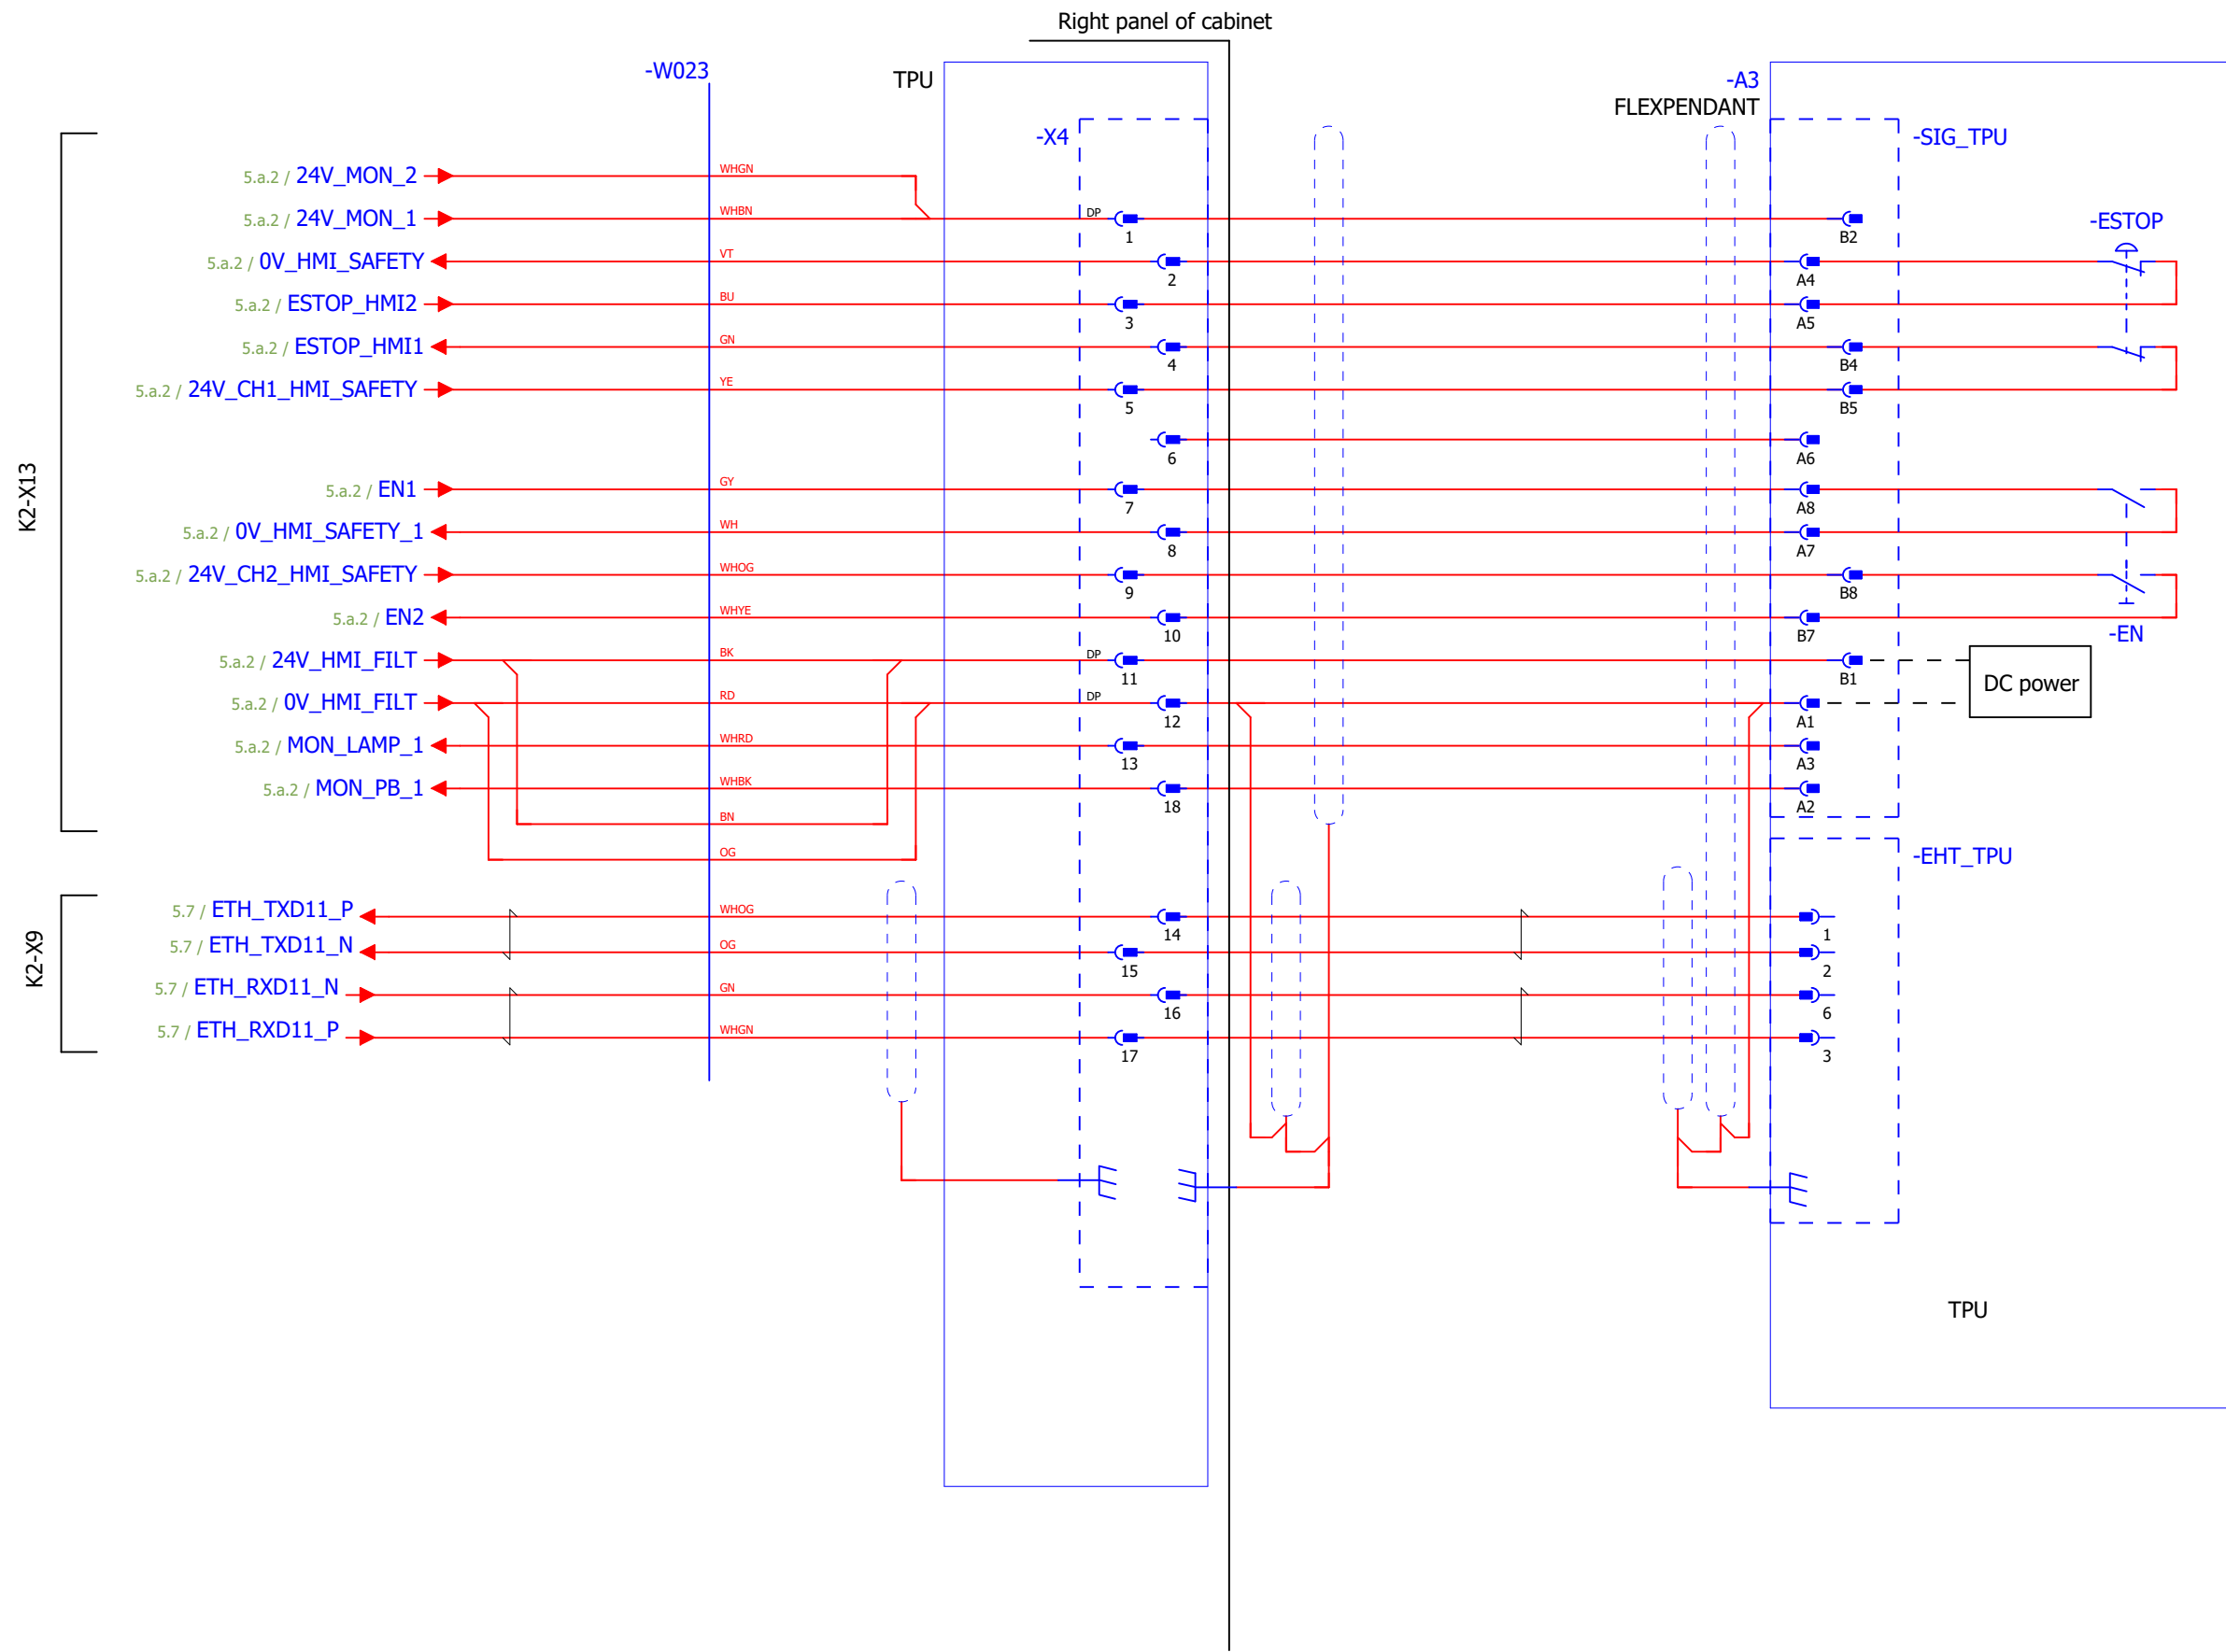 Right panel of cabinet
-W023
TPU
-A3
FLEXPENDANT
-X4
-SIG_TPU
5.a.2 / 24V_MON_2 WHGN
5.a.2 / 24V_MON_1 WHBN DP 1 B2
-ESTOP
5.a.2 / 0V_HMI_SAFETY VT 2 A4
5.a.2 / ESTOP_HMI2 BU 3 A5
5.a.2 / ESTOP_HMI1 GN 4 B4
5.a.2 / 24V_CH1_HMI_SAFETY YE 5 B5
6 A6
K2-X13
5.a.2 / EN1 GY 7 A8
5.a.2 / 0V_HMI_SAFETY_1 WH 8 A7
5.a.2 / 24V_CH2_HMI_SAFETY WHOG 9 B8
5.a.2 / EN2 WHYE 10 B7
-EN
5.a.2 / 24V_HMI_FILT BK DP 11 B1
DC power
5.a.2 / 0V_HMI_FILT RD DP 12 A1
5.a.2 / MON_LAMP_1 WHRD 13 A3
5.a.2 / MON_PB_1 WHBK 18 A2
BN
OG
-EHT_TPU
K2-X9
5.7 / ETH_TXD11_P WHOG 14 1
5.7 / ETH_TXD11_N OG 15 2
5.7 / ETH_RXD11_N GN 16 6
5.7 / ETH_RXD11_P WHGN 17 3
TPU